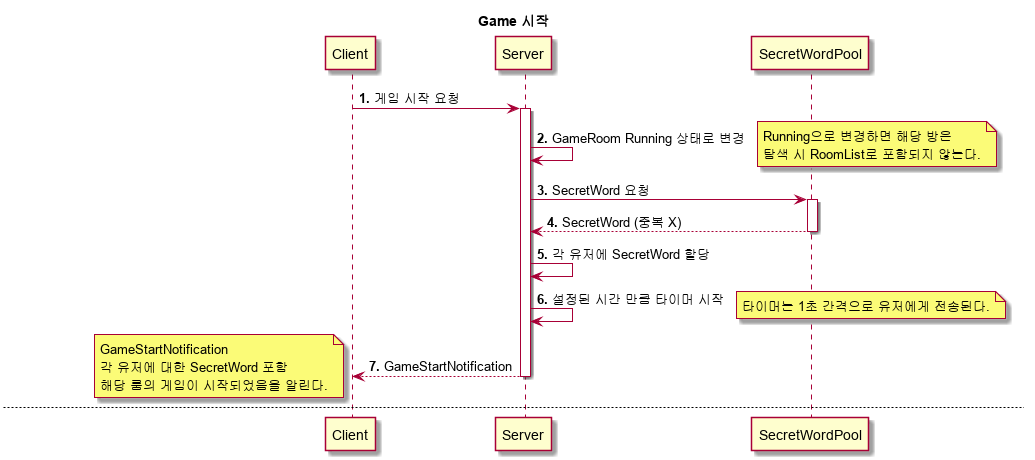 Game 시작
Client
Server
SecretWordPool
1. 게임 시작 요청
2. GameRoom Running 상태로 변경
Running으로 변경하면 해당 방은
탐색 시 RoomList로 포함되지 않는다.
3. SecretWord 요청
4. SecretWord (중복 X)
5. 각 유저에 SecretWord 할당
6. 설정된 시간 만큼 타이머 시작
타이머는 1초 간격으로 유저에게 전송된다.
GameStartNotification
각 유저에 대한 SecretWord 포함
해당 룸의 게임이 시작되었음을 알린다.
7. GameStartNotification
Client
Server
SecretWordPool